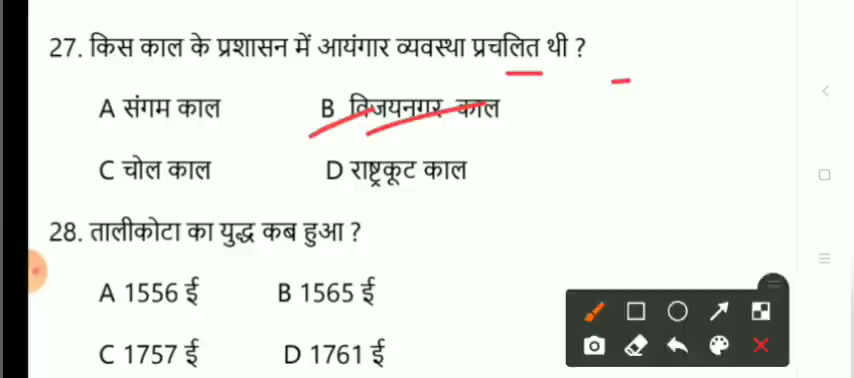 27. किस काल के प्रशासन में आयंगार व्यवस्था प्रचलित थी ?
A संगम काल B विजयनगर काल
C चोल काल D राष्ट्रकूट काल
28. तालीकोटा का युद्ध कब हुआ ?
A 1556 ई B 1565 ई
C 1757 ई D 1761 ई